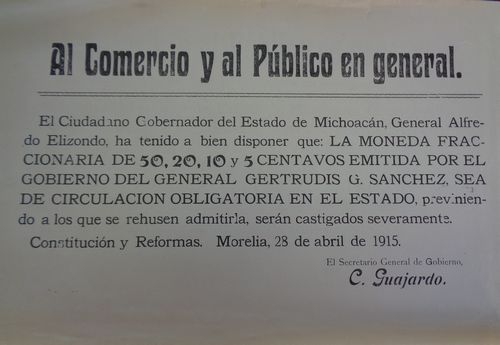 Al Comercio y al Público en general.
El Ciudadano Gobernador del Estado de Michoacán, General Alfre-
do Elizondo, ha tenido a bien disponer que: LA MONEDA FRAC-
CIONARIA DE 50, 20, 10 y 5 CENTAVOS EMITIDA POR EL
GOBIERNO DEL GENERAL GERTRUDIS G. SANCHEZ, SEA
DE CIRCULACION OBLIGATORIA EN EL ESTADO, previnien-
do a los que se rehusen admitirla, serán castigados severamente.
Constitución y Reformas. Morelia, 28 de abril de 1915.
El Secretario General de Gobierno,
C. Guajardo.